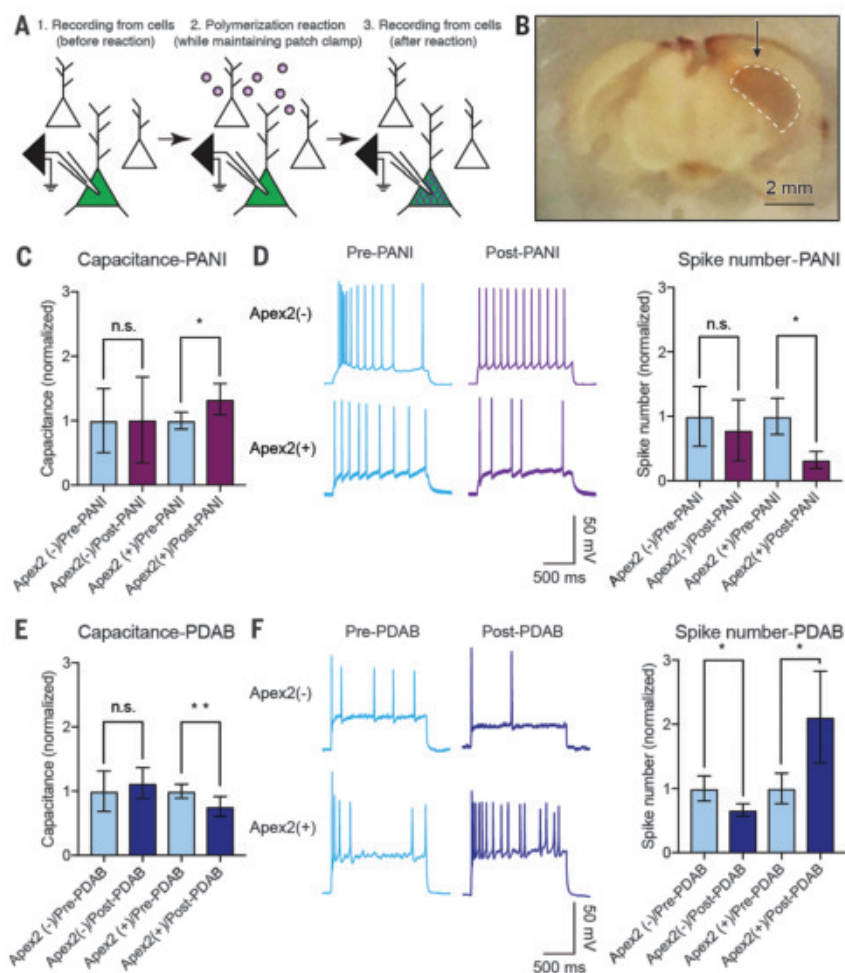 A
1. Recording from cells
(before reaction)
2. Polymerization reaction
(while maintaining patch clamp)
3. Recording from cells
(after reaction)
B
2 mm
C
Capacitance-PANI
Capacitance (normalized)
3
2
1
0
n.s.
*
Apex2 (-)/Pre-PANI
Apex2(-)/Post-PANI
Apex2 (+)/Pre-PANI
Apex2(+)/Post-PANI
D
Pre-PANI
Post-PANI
Apex2(-)
Apex2(+)
50 mV
500 ms
Spike number-PANI
Spike number (normalized)
3
2
1
0
n.s.
*
Apex2 (-)/Pre-PANI
Apex2(-)/Post-PANI
Apex2 (+)/Pre-PANI
Apex2(+)/Post-PANI
E
Capacitance-PDAB
Capacitance (normalized)
3
2
1
0
n.s.
* *
Apex2 (-)/Pre-PDAB
Apex2(-)/Post-PDAB
Apex2 (+)/Pre-PDAB
Apex2(+)/Post-PDAB
F
Pre-PDAB
Post-PDAB
Apex2(-)
Apex2(+)
50 mV
500 ms
Spike number-PDAB
Spike number (normalized)
3
2
1
0
*
*
Apex2 (-)/Pre-PDAB
Apex2(-)/Post-PDAB
Apex2 (+)/Pre-PDAB
Apex2(+)/Post-PDAB